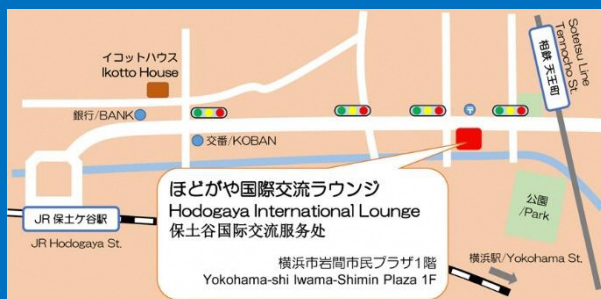 イコットハウス
Ikotto House
銀行/BANK
交番/KOBAN
〒
Sotetsu Line
Tennocho St.
相鉄 天王町
ほどがや国際交流ラウンジ
Hodogaya International Lounge
保土谷国际交流服务处
横浜市岩間市民プラザ1階
Yokohama-shi Iwama-Shimin Plaza 1F
公園
/Park
JR 保土ケ谷駅
JR Hodogaya St.
横浜駅/Yokohama St.